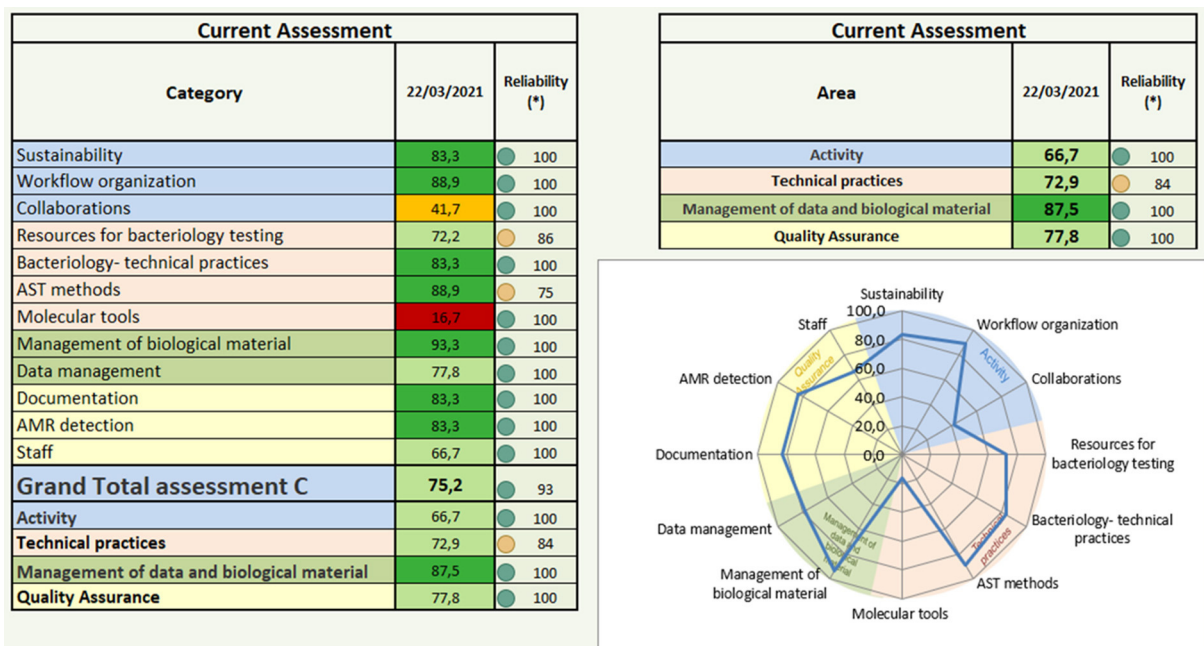 Current Assessment
Category 22/03/2021 Reliability
(*)
Sustainability 83,3 100
Workflow organization 88,9 100
Collaborations 41,7 100
Resources for bacteriology testing 72,2 86
Bacteriology- technical practices 83,3 100
AST methods 88,9 75
Molecular tools 16,7 100
Management of biological material 93,3 100
Data management 77,8 100
Documentation 83,3 100
AMR detection 83,3 100
Staff 66,7 100
Grand Total assessment C 75,2 93
Activity 66,7 100
Technical practices 72,9 84
Management of data and biological material 87,5 100
Quality Assurance 77,8 100
Current Assessment
Area 22/03/2021 Reliability
(*)
Activity 66,7 100
Technical practices 72,9 84
Management of data and biological material 87,5 100
Quality Assurance 77,8 100
Sustainability
Workflow organization
Collaborations
Resources for
bacteriology testing
Bacteriology- technical
practices
AST methods
Molecular tools
Management of
biological material
Data management
Documentation
AMR detection
Staff
100,0
80,0
60,0
40,0
20,0
0,0
Activity
Technical
practices
Management of
data and
biological
Quality
Assurance